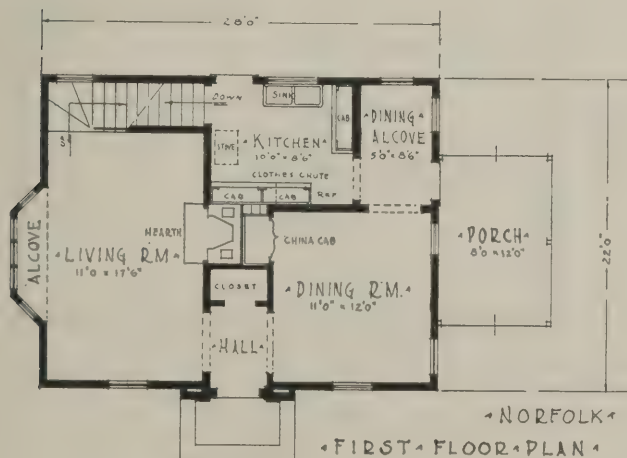 28'0"
DOWN
SINK
CAB
DINING
ALCOVE
5'0" × 8'6"
STOVE
KITCHEN
10'0" × 8'6"
CLOTHES CHUTE
CAB
CAB
REF
ALCOVE
LIVING RM.
11'0 × 17'6"
HEARTH
CHINA CAB
PORCH
8'0 × 12'0"
22'0"
CLOSET
DINING RM.
11'0" × 12'0"
HALL
NORFOLK
FIRST FLOOR PLAN